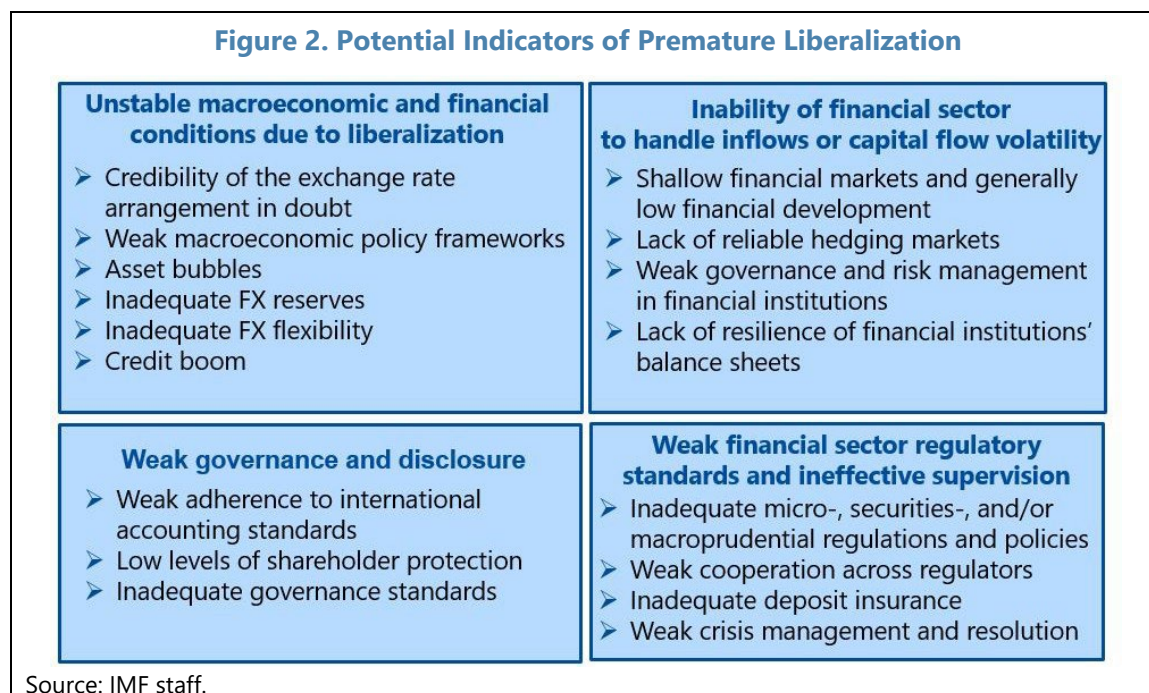 Figure 2. Potential Indicators of Premature Liberalization
Unstable macroeconomic and financial
conditions due to liberalization
➢ Credibility of the exchange rate
arrangement in doubt
➢ Weak macroeconomic policy frameworks
➢ Asset bubbles
➢ Inadequate FX reserves
➢ Inadequate FX flexibility
➢ Credit boom
Inability of financial sector
to handle inflows or capital flow volatility
➢ Shallow financial markets and generally
low financial development
➢ Lack of reliable hedging markets
➢ Weak governance and risk management
in financial institutions
➢ Lack of resilience of financial institutions’
balance sheets
Weak governance and disclosure
➢ Weak adherence to international
accounting standards
➢ Low levels of shareholder protection
➢ Inadequate governance standards
Weak financial sector regulatory
standards and ineffective supervision
➢ Inadequate micro-, securities-, and/or
macroprudential regulations and policies
➢ Weak cooperation across regulators
➢ Inadequate deposit insurance
➢ Weak crisis management and resolution
Source: IMF staff.